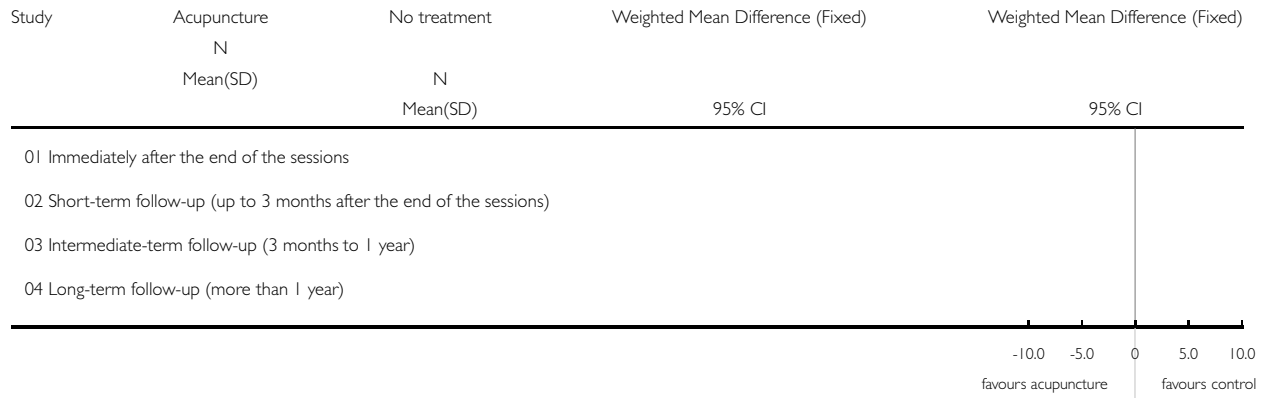 Study Acupuncture No treatment Weighted Mean Difference (Fixed) Weighted Mean Difference (Fixed)
N
Mean(SD) N
Mean(SD) 95% CI 95% CI
01 Immediately after the end of the sessions
02 Short-term follow-up (up to 3 months after the end of the sessions)
03 Intermediate-term follow-up (3 months to 1 year)
04 Long-term follow-up (more than 1 year)
-10.0 -5.0 0 5.0 10.0
favours acupuncture favours control